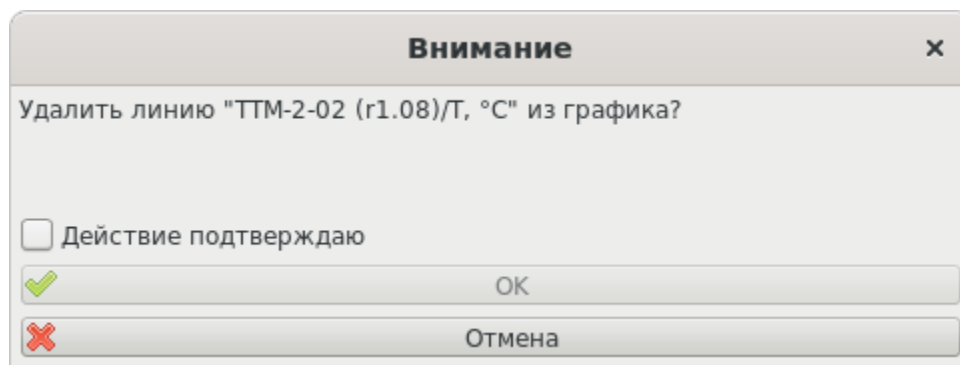 Внимание
Удалить линию "ТТМ-2-02 (r1.08)/T, °C" из графика?
Действие подтверждаю
OK
Отмена